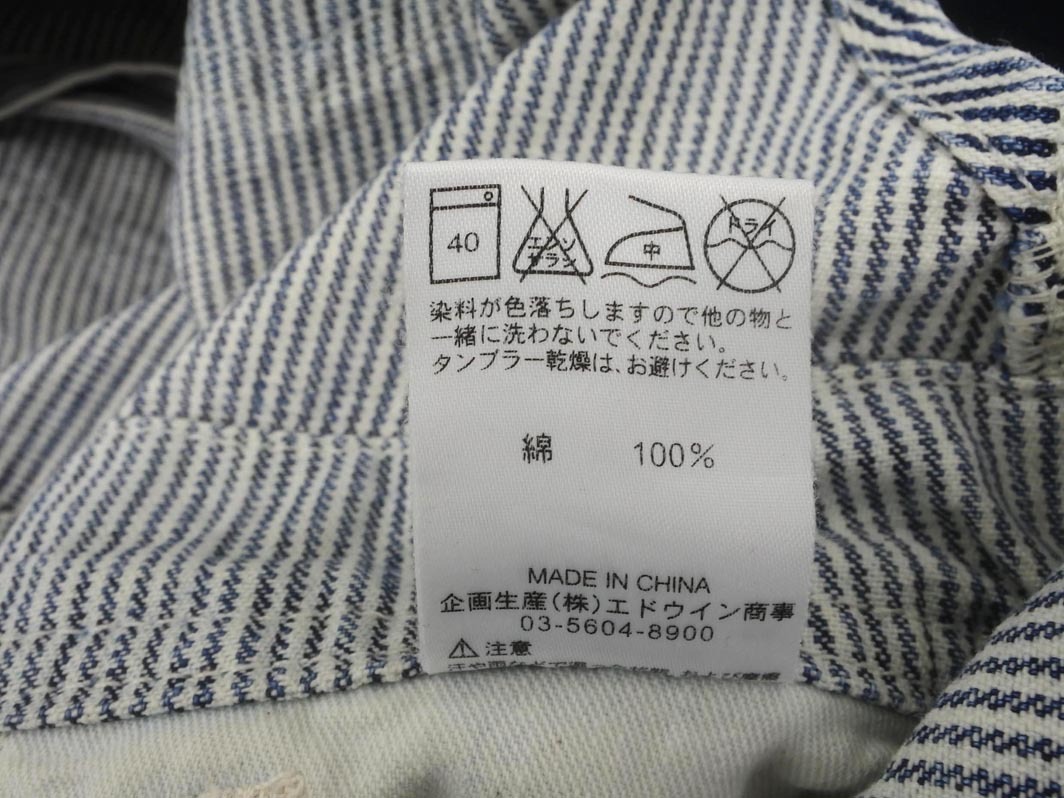 40 エンソ サラシ 中 ドライ
染料が色落ちしますので他の物と
一緒に洗わないでください。
タンブラー乾燥は、お避けください。
綿 100%
MADE IN CHINA
企画生産(株)エドウイン商事
03-5604-8900
⚠注意